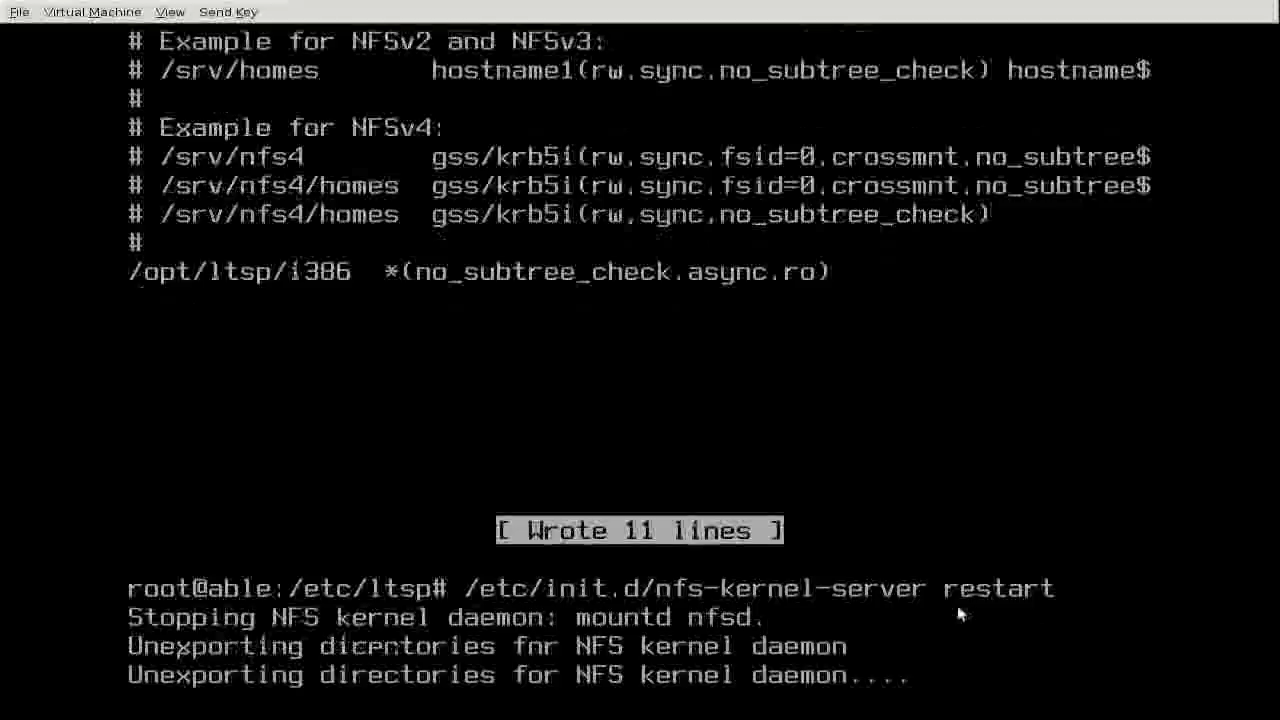 File Virtual Machine View Send Key
# Example for NFSv2 and NFSv3:
# /srv/homes hostname1(rw,sync,no_subtree_check) hostname$
#
# Example for NFSv4:
# /srv/nfs4 gss/krb5i(rw,sync,fsid=0,crossmnt,no_subtree$
# /srv/nfs4/homes gss/krb5i(rw,sync,fsid=0,crossmnt,no_subtree$
# /srv/nfs4/homes gss/krb5i(rw,sync,no_subtree_check)
#
/opt/ltsp/i386 *(no_subtree_check,async,ro)
[ Wrote 11 lines ]
root@able:/etc/ltsp# /etc/init.d/nfs-kernel-server restart
Stopping NFS kernel daemon: mountd nfsd.
Unexporting directories for NFS kernel daemon
Unexporting directories for NFS kernel daemon....